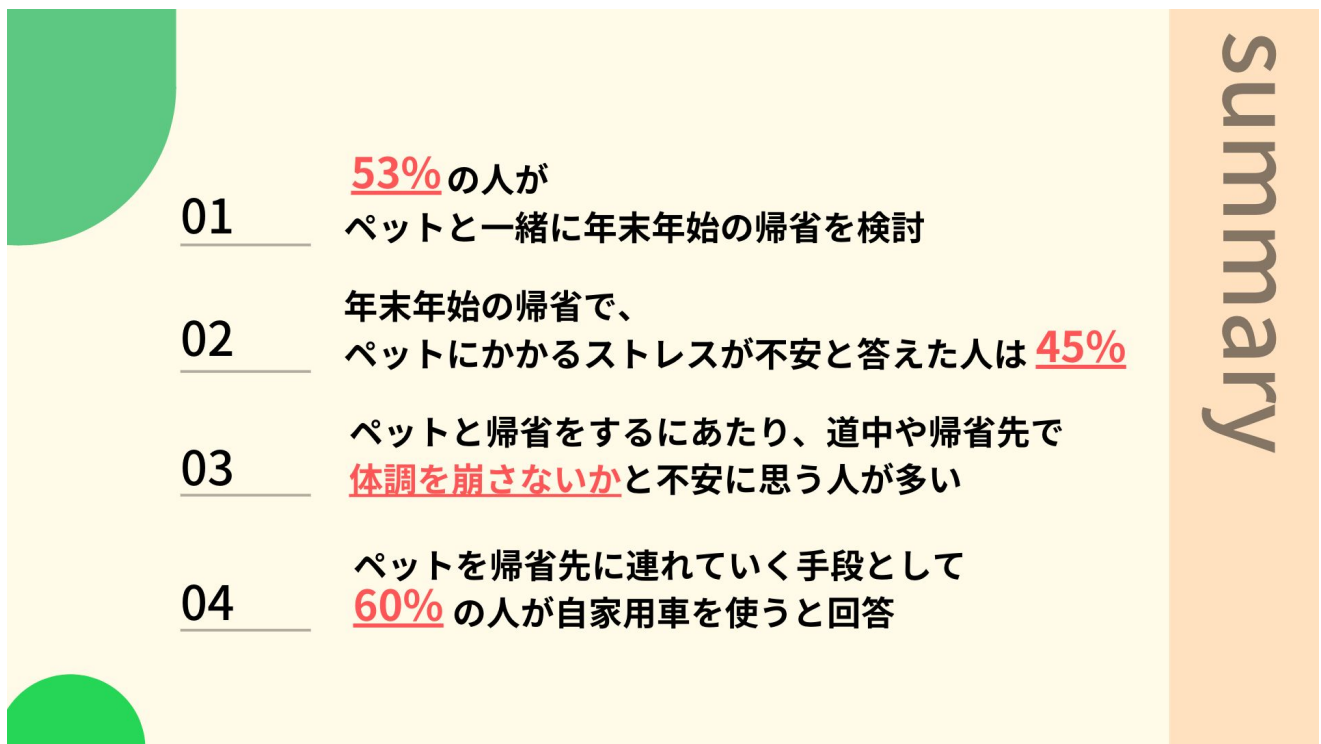 summary
01
53%の人が
ペットと一緒に年末年始の帰省を検討
02
年末年始の帰省で、
ペットにかかるストレスが不安と答えた人は 45%
03
ペットと帰省をするにあたり、道中や帰省先で
体調を崩さないかと不安に思う人が多い
04
ペットを帰省先に連れていく手段として
60% の人が自家用車を使うと回答